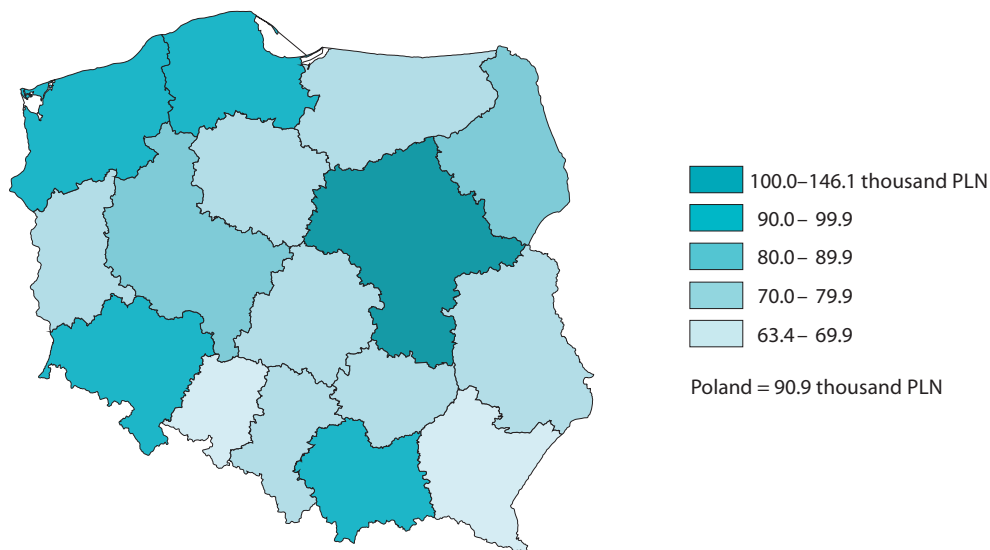 100.0–146.1 thousand PLN
90.0– 99.9
80.0– 89.9
70.0– 79.9
63.4– 69.9
Poland = 90.9 thousand PLN